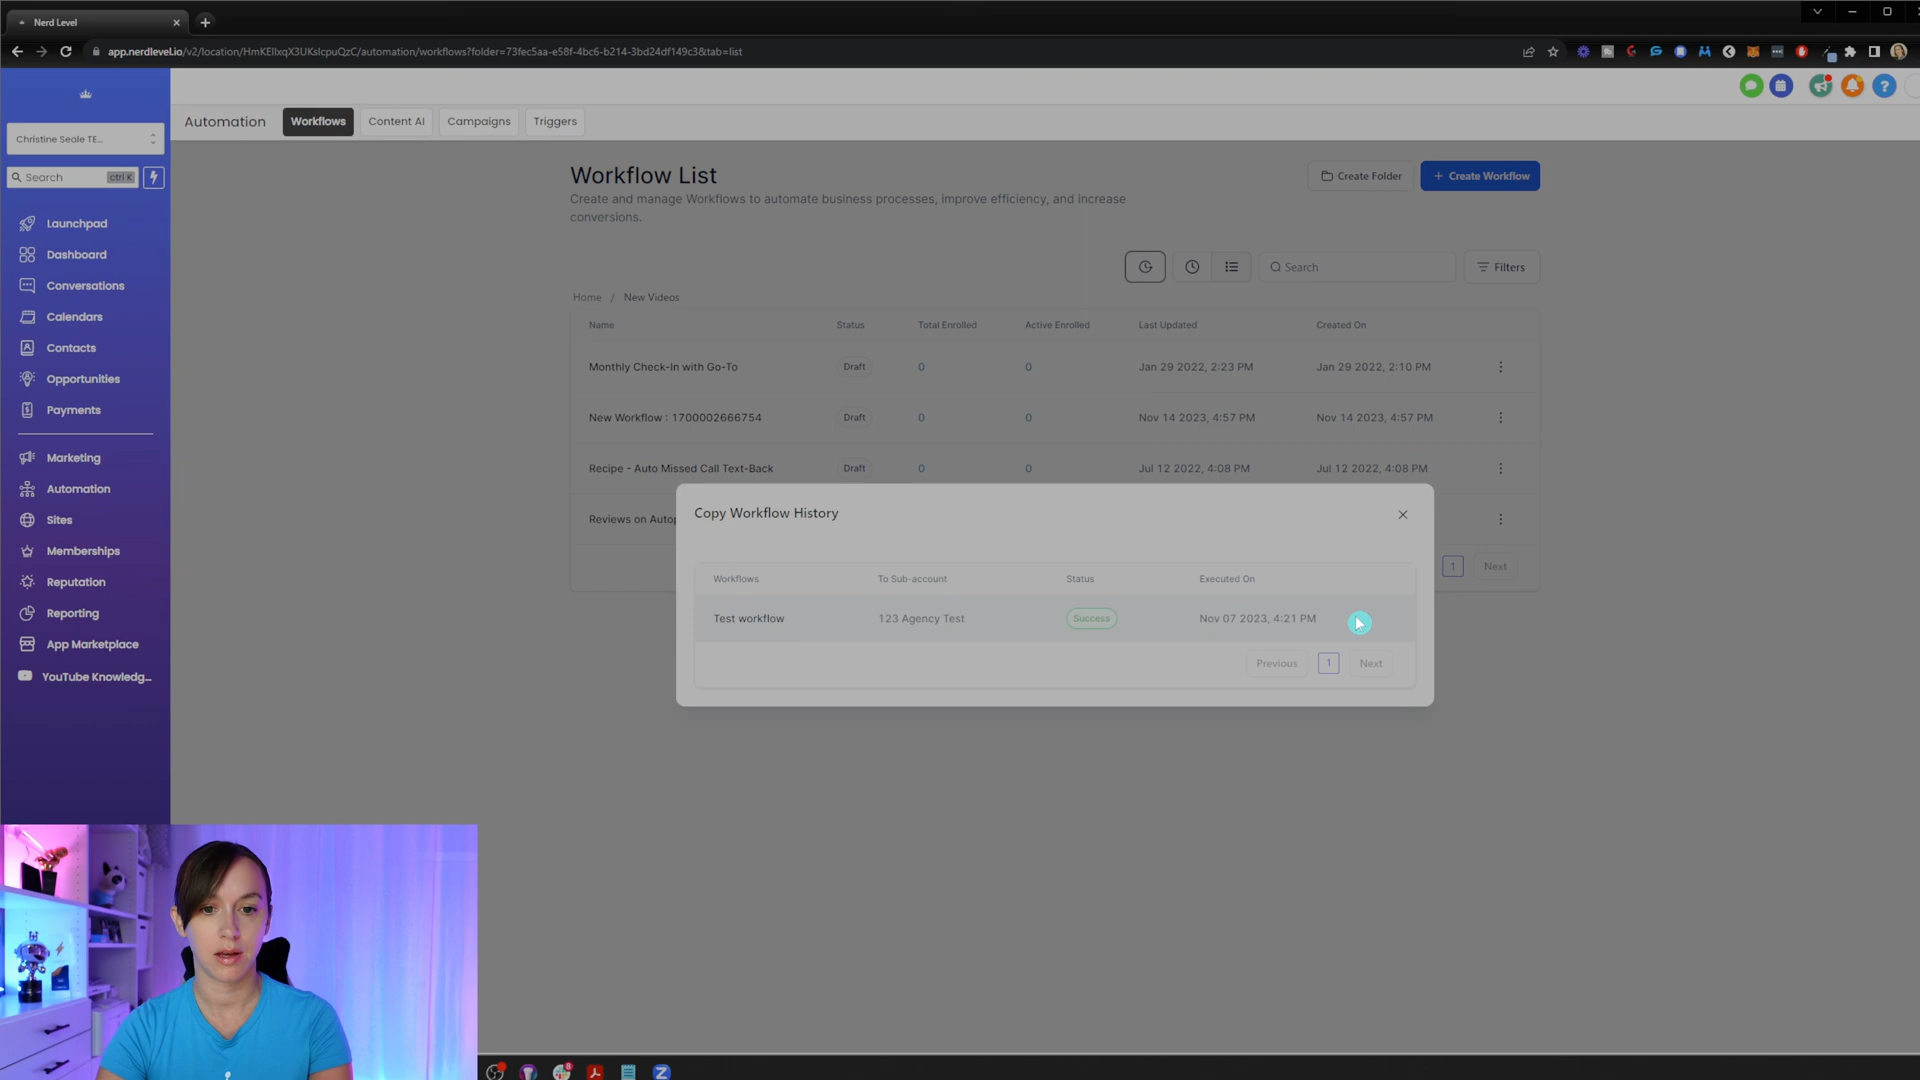 Nerd Level
app.nerdlevel.io/v2/location/HmKEllxqX3UKslcpuQzC/automation/workflows?folder=73fec5aa-e58f-4bc6-b214-3bd24df149c3&tab=list
Christine Seale TE...
Search ctrl K
Launchpad
Dashboard
Conversations
Calendars
Contacts
Opportunities
Payments
Marketing
Automation
Sites
Memberships
Reputation
Reporting
App Marketplace
YouTube Knowledg...
Automation Workflows Content AI Campaigns Triggers
Workflow List
Create and manage Workflows to automate business processes, improve efficiency, and increase
conversions.
Create Folder + Create Workflow
Search Filters
Home / New Videos
Name Status Total Enrolled Active Enrolled Last Updated Created On
Monthly Check-In with Go-To Draft 0 0 Jan 29 2022, 2:23 PM Jan 29 2022, 2:10 PM
New Workflow : 1700002666754 Draft 0 0 Nov 14 2023, 4:57 PM Nov 14 2023, 4:57 PM
Recipe - Auto Missed Call Text-Back Draft 0 0 Jul 12 2022, 4:08 PM Jul 12 2022, 4:08 PM
Reviews on Autop
1 Next
Copy Workflow History
Workflows To Sub-account Status Executed On
Test workflow 123 Agency Test Success Nov 07 2023, 4:21 PM
Previous 1 Next